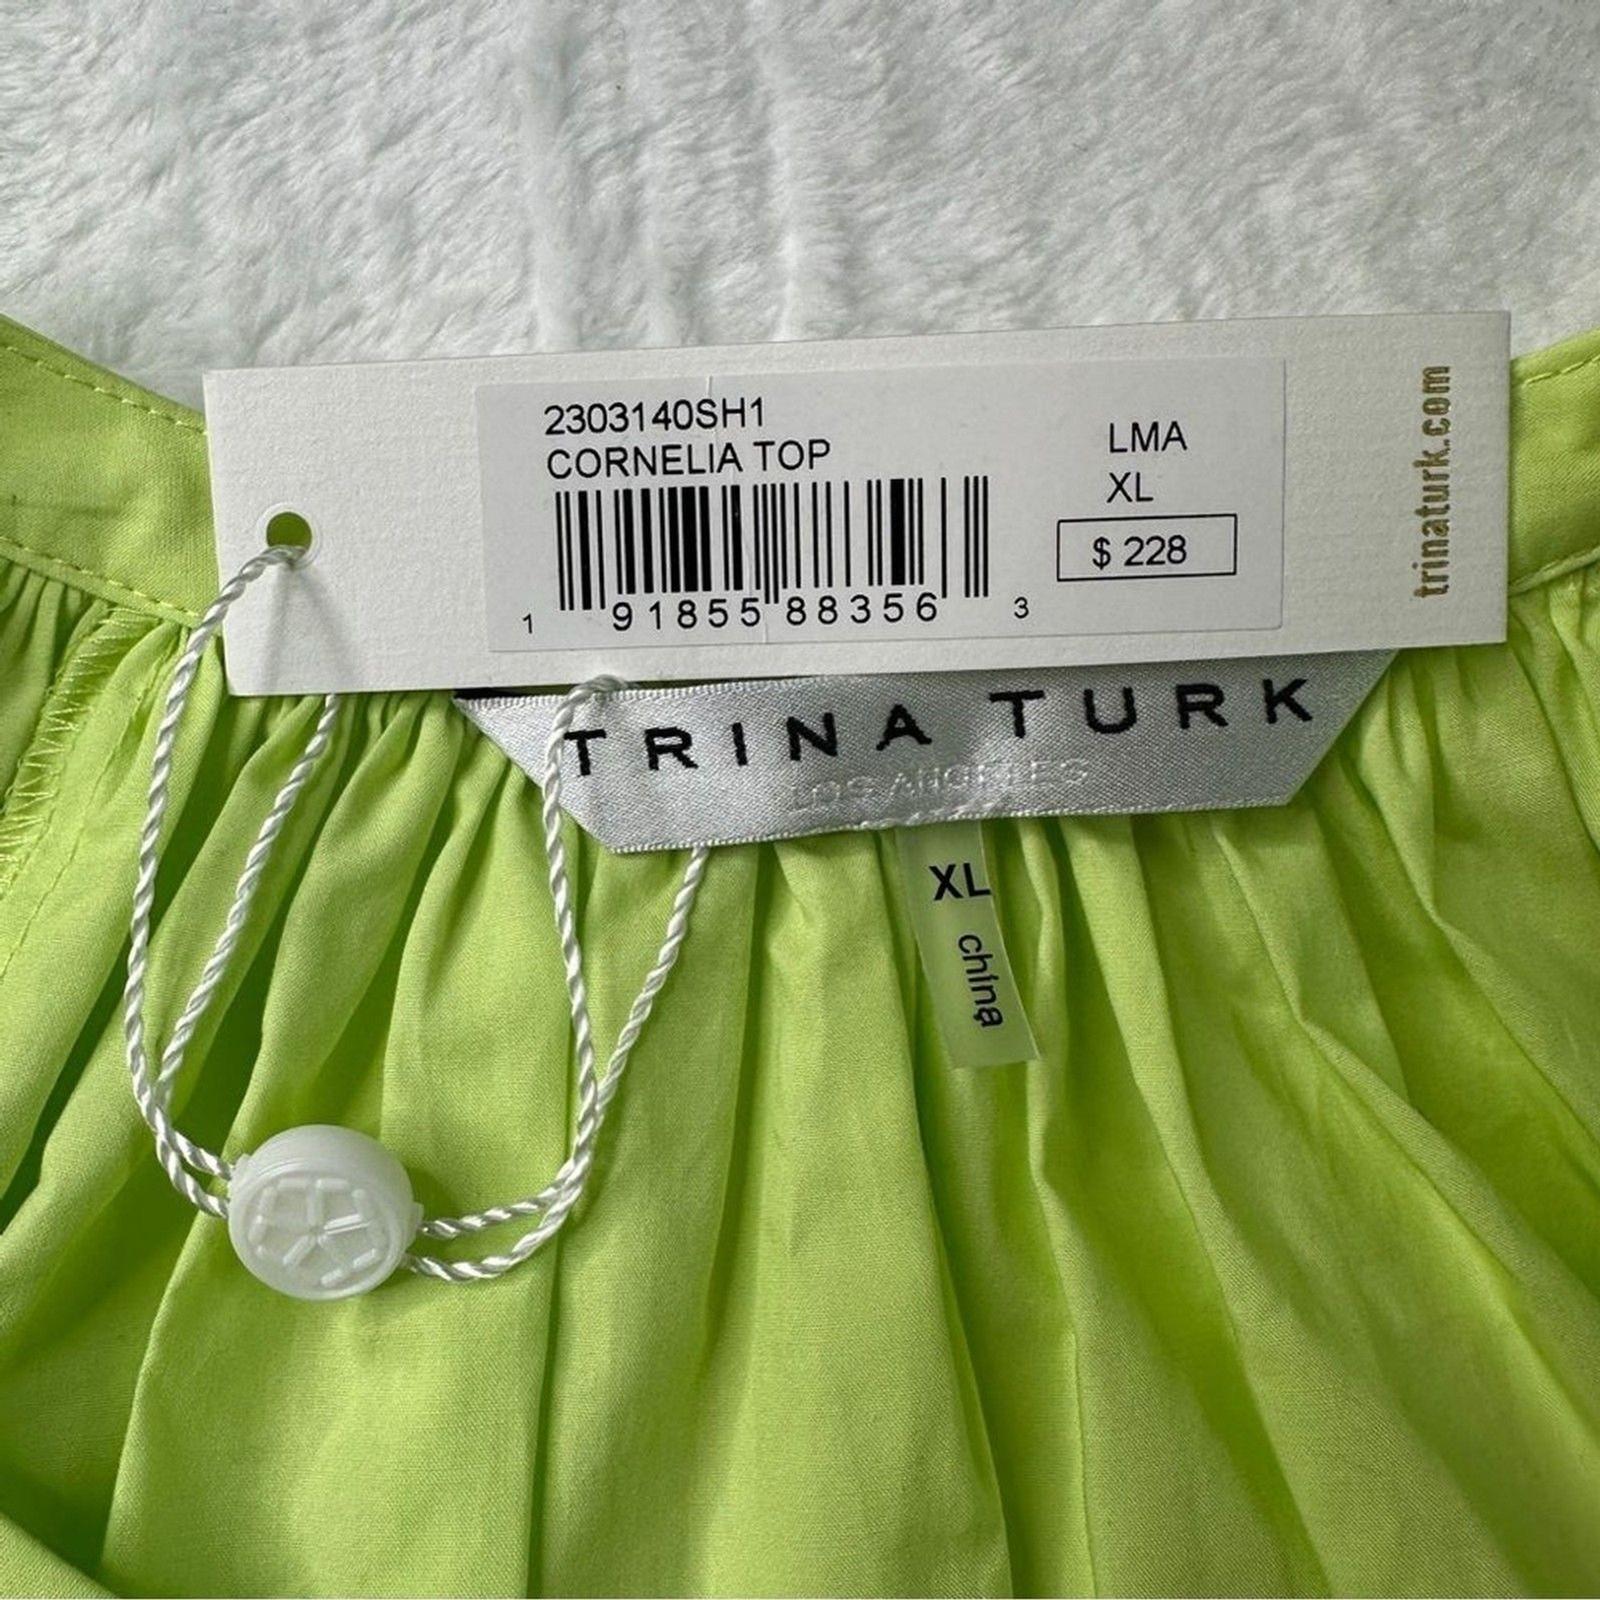 2303140SH1
CORNELIA TOP
1 91855 88356 3
LMA
XL
$ 228
trinaturk.com
TRINA TURK
LOS ANGELES
XL
china